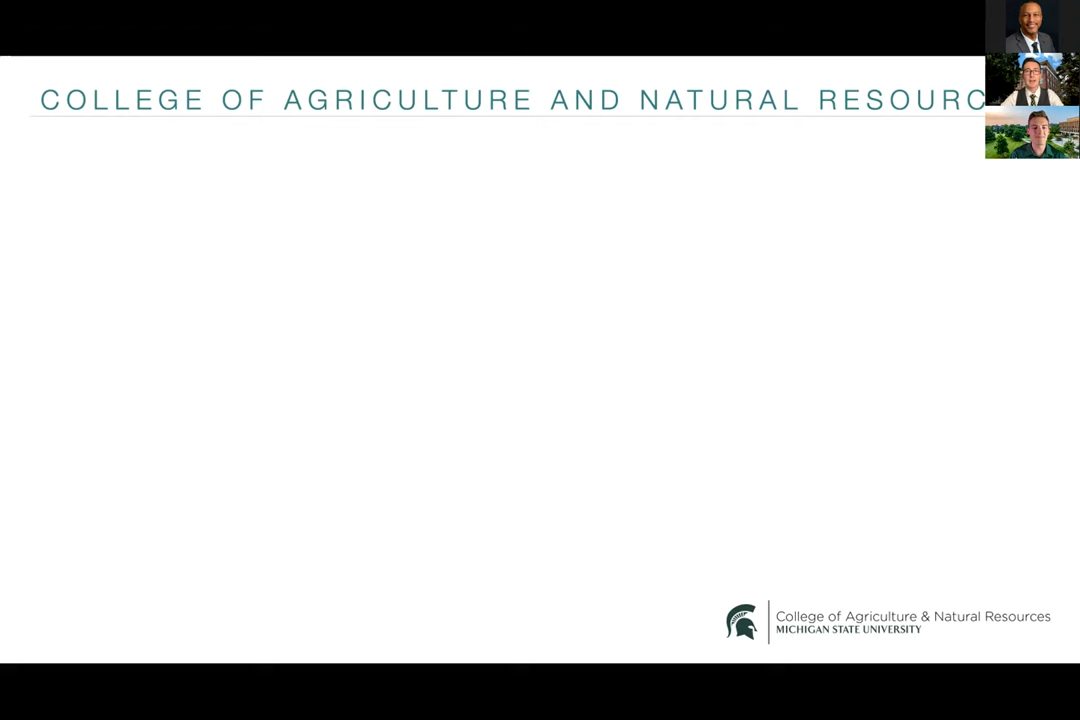 COLLEGE OF AGRICULTURE AND NATURAL RESOURC
College of Agriculture & Natural Resources
MICHIGAN STATE UNIVERSITY